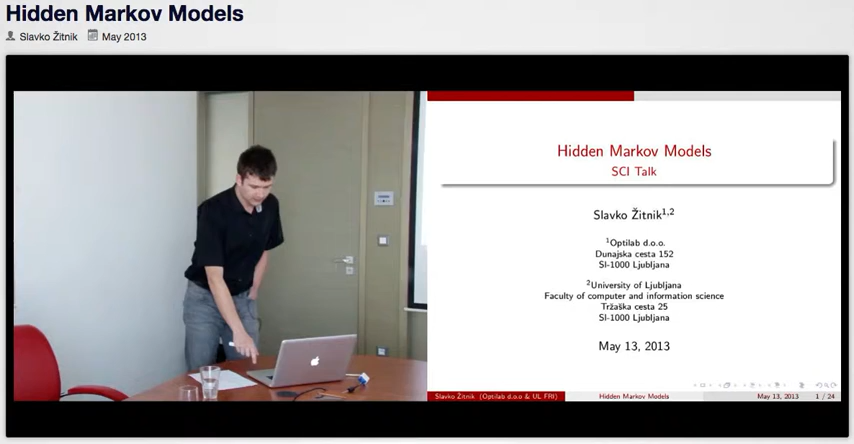 Hidden Markov Models
Slavko Žitnik May 2013
Hidden Markov Models
SCI Talk
Slavko Žitnik1,2
1Optilab d.o.o.
Dunajska cesta 152
SI-1000 Ljubljana
2University of Ljubljana
Faculty of computer and information science
Tržaška cesta 25
SI-1000 Ljubljana
May 13, 2013
Slavko Žitnik (Optilab d.o.o & UL FRI) Hidden Markov Models May 13, 2013 1 / 24